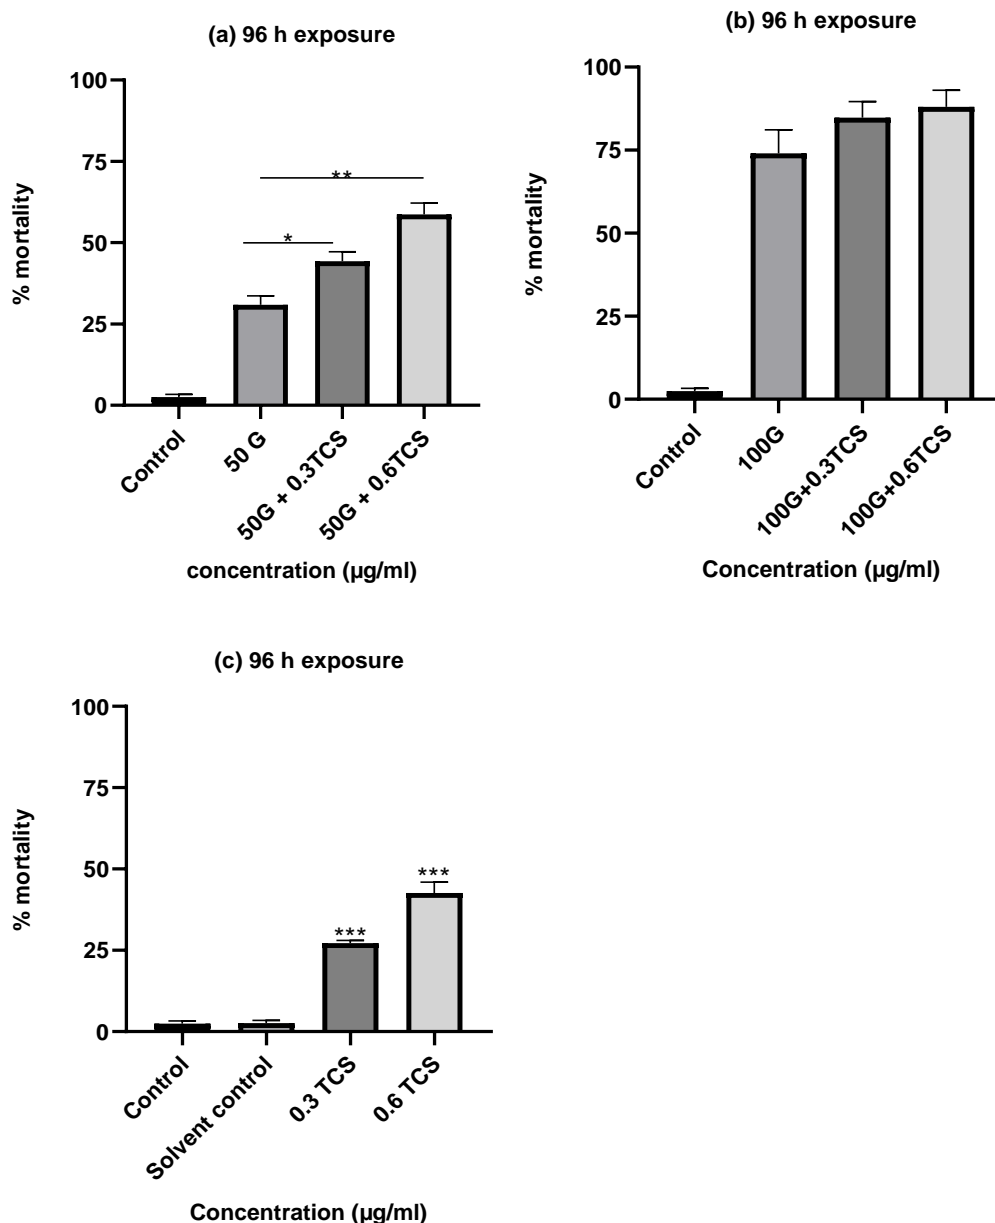 (a) 96 h exposure
100
75
50
25
0
% mortality
**
*
Control
50 G
50G + 0.3TCS
50G + 0.6TCS
concentration (µg/ml)
(b) 96 h exposure
100
75
50
25
0
% mortality
Control
100G
100G+0.3TCS
100G+0.6TCS
Concentration (µg/ml)
(c) 96 h exposure
100
75
50
25
0
% mortality
***
***
Control
Solvent control
0.3 TCS
0.6 TCS
Concentration (µg/ml)